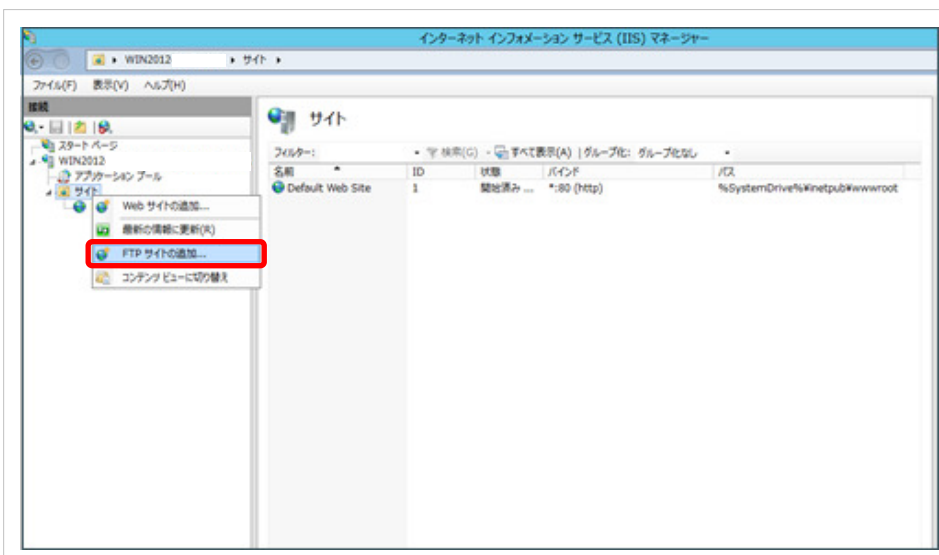 インターネット インフォメーション サービス (IIS) マネージャー
WIN2012 サイト
ファイル(F) 表示(V) ヘルプ(H)
接続
スタート ページ
WIN2012
アプリケーション プール
サイト
Web サイトの追加...
最新の情報に更新(R)
FTP サイトの追加...
コンテンツ ビューに切り替え
サイト
フィルター: 検索(G) すべて表示(A) グループ化: グループ化なし
名前 ID 状態 バインド パス
Default Web Site 1 開始済み ... *:80 (http) %SystemDrive%¥inetpub¥wwwroot